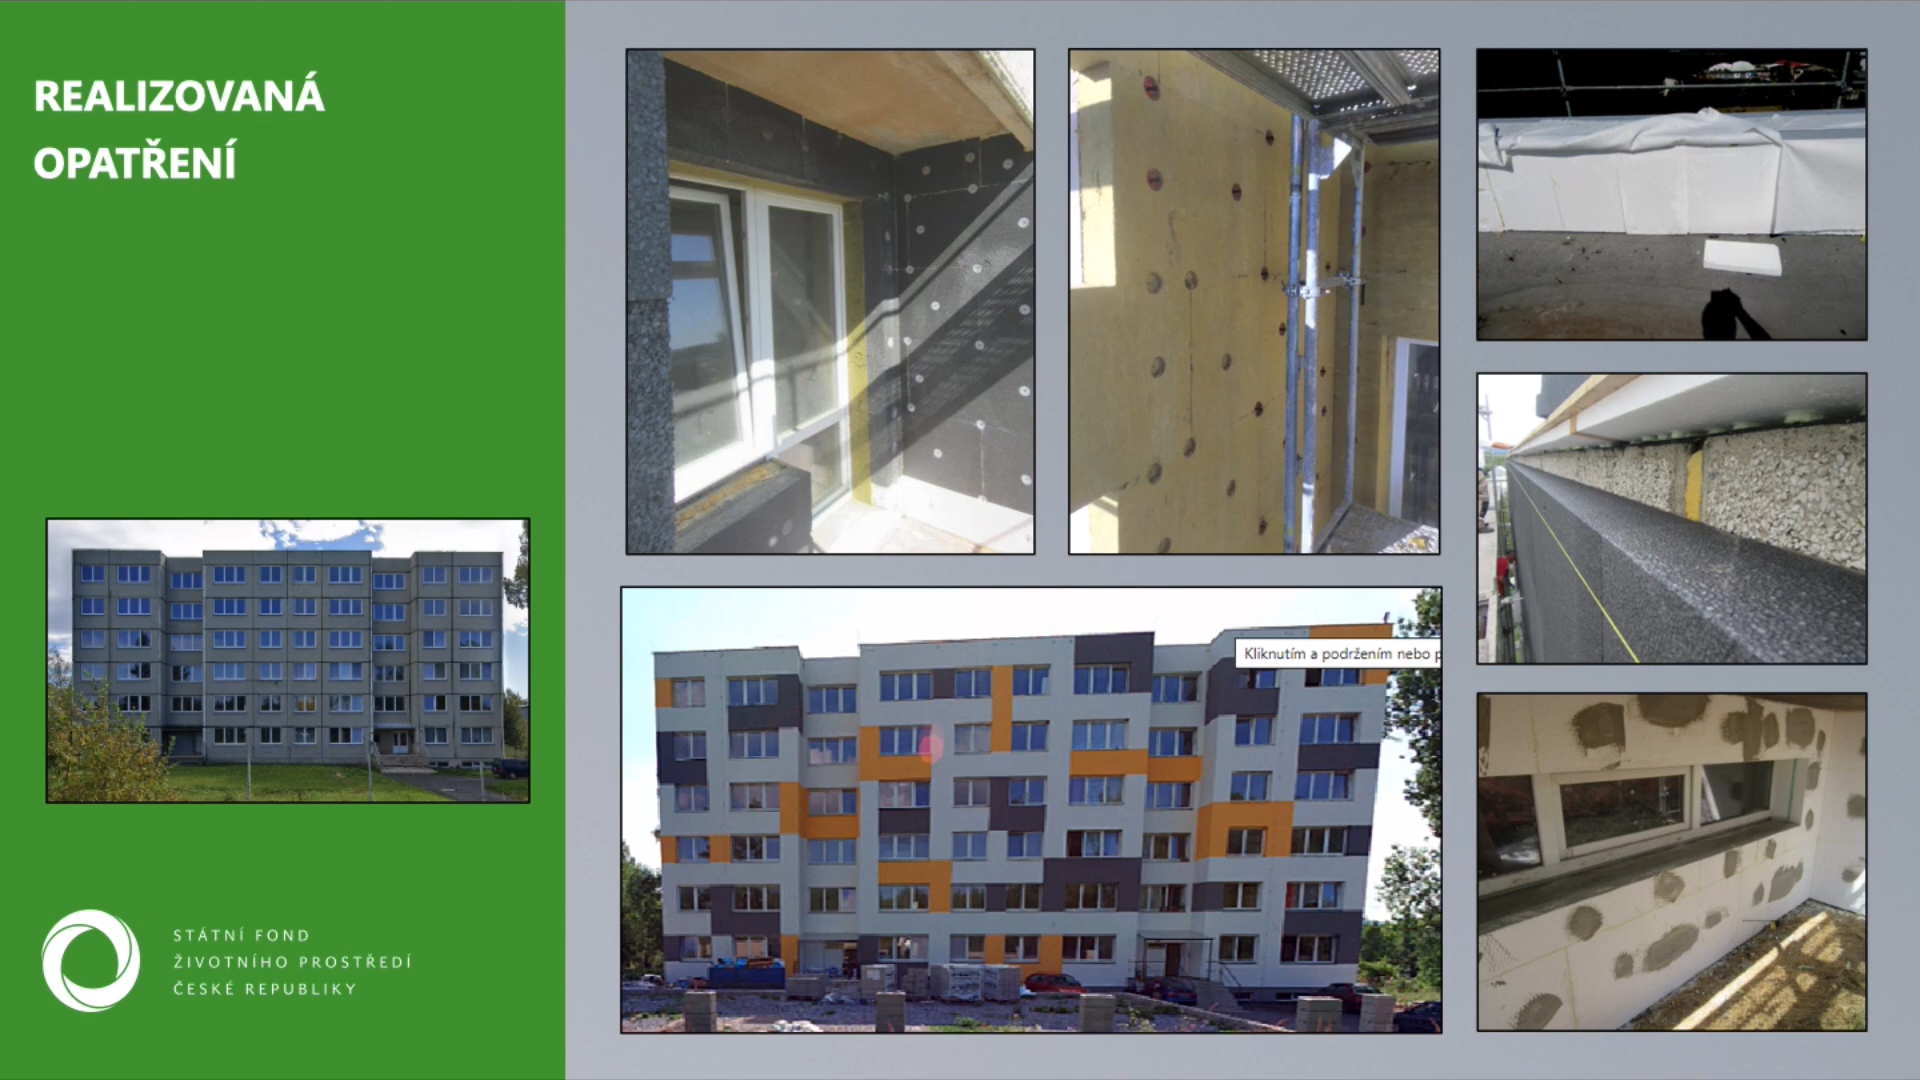 REALIZOVANÁ
OPATŘENÍ
Kliknutím a podržením nebo p
STÁTNÍ FOND
ŽIVOTNÍHO PROSTŘEDÍ
ČESKÉ REPUBLIKY